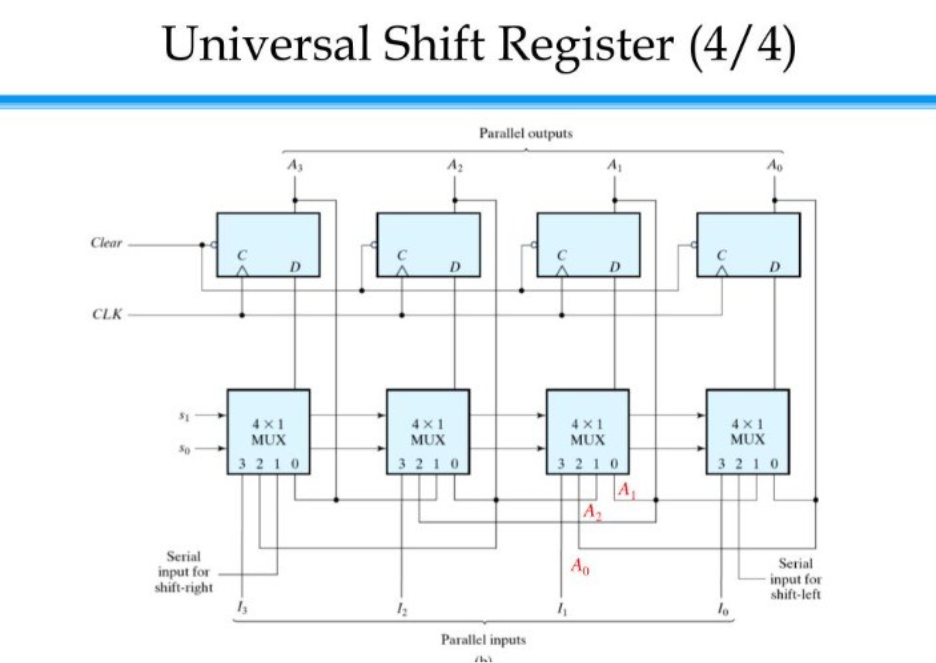 Universal Shift Register (4/4)
Parallel outputs
A₃ A₂ A₁ A₀
Clear
C D C D C D C D
CLK
s₁
s₀
4 × 1 MUX
4 × 1 MUX
4 × 1 MUX
4 × 1 MUX
3 2 1 0 3 2 1 0 3 2 1 0 3 2 1 0
A₁
A₂
A₀
Serial
input for
shift-right
Serial
input for
shift-left
I₃ I₂ I₁ I₀
Parallel inputs